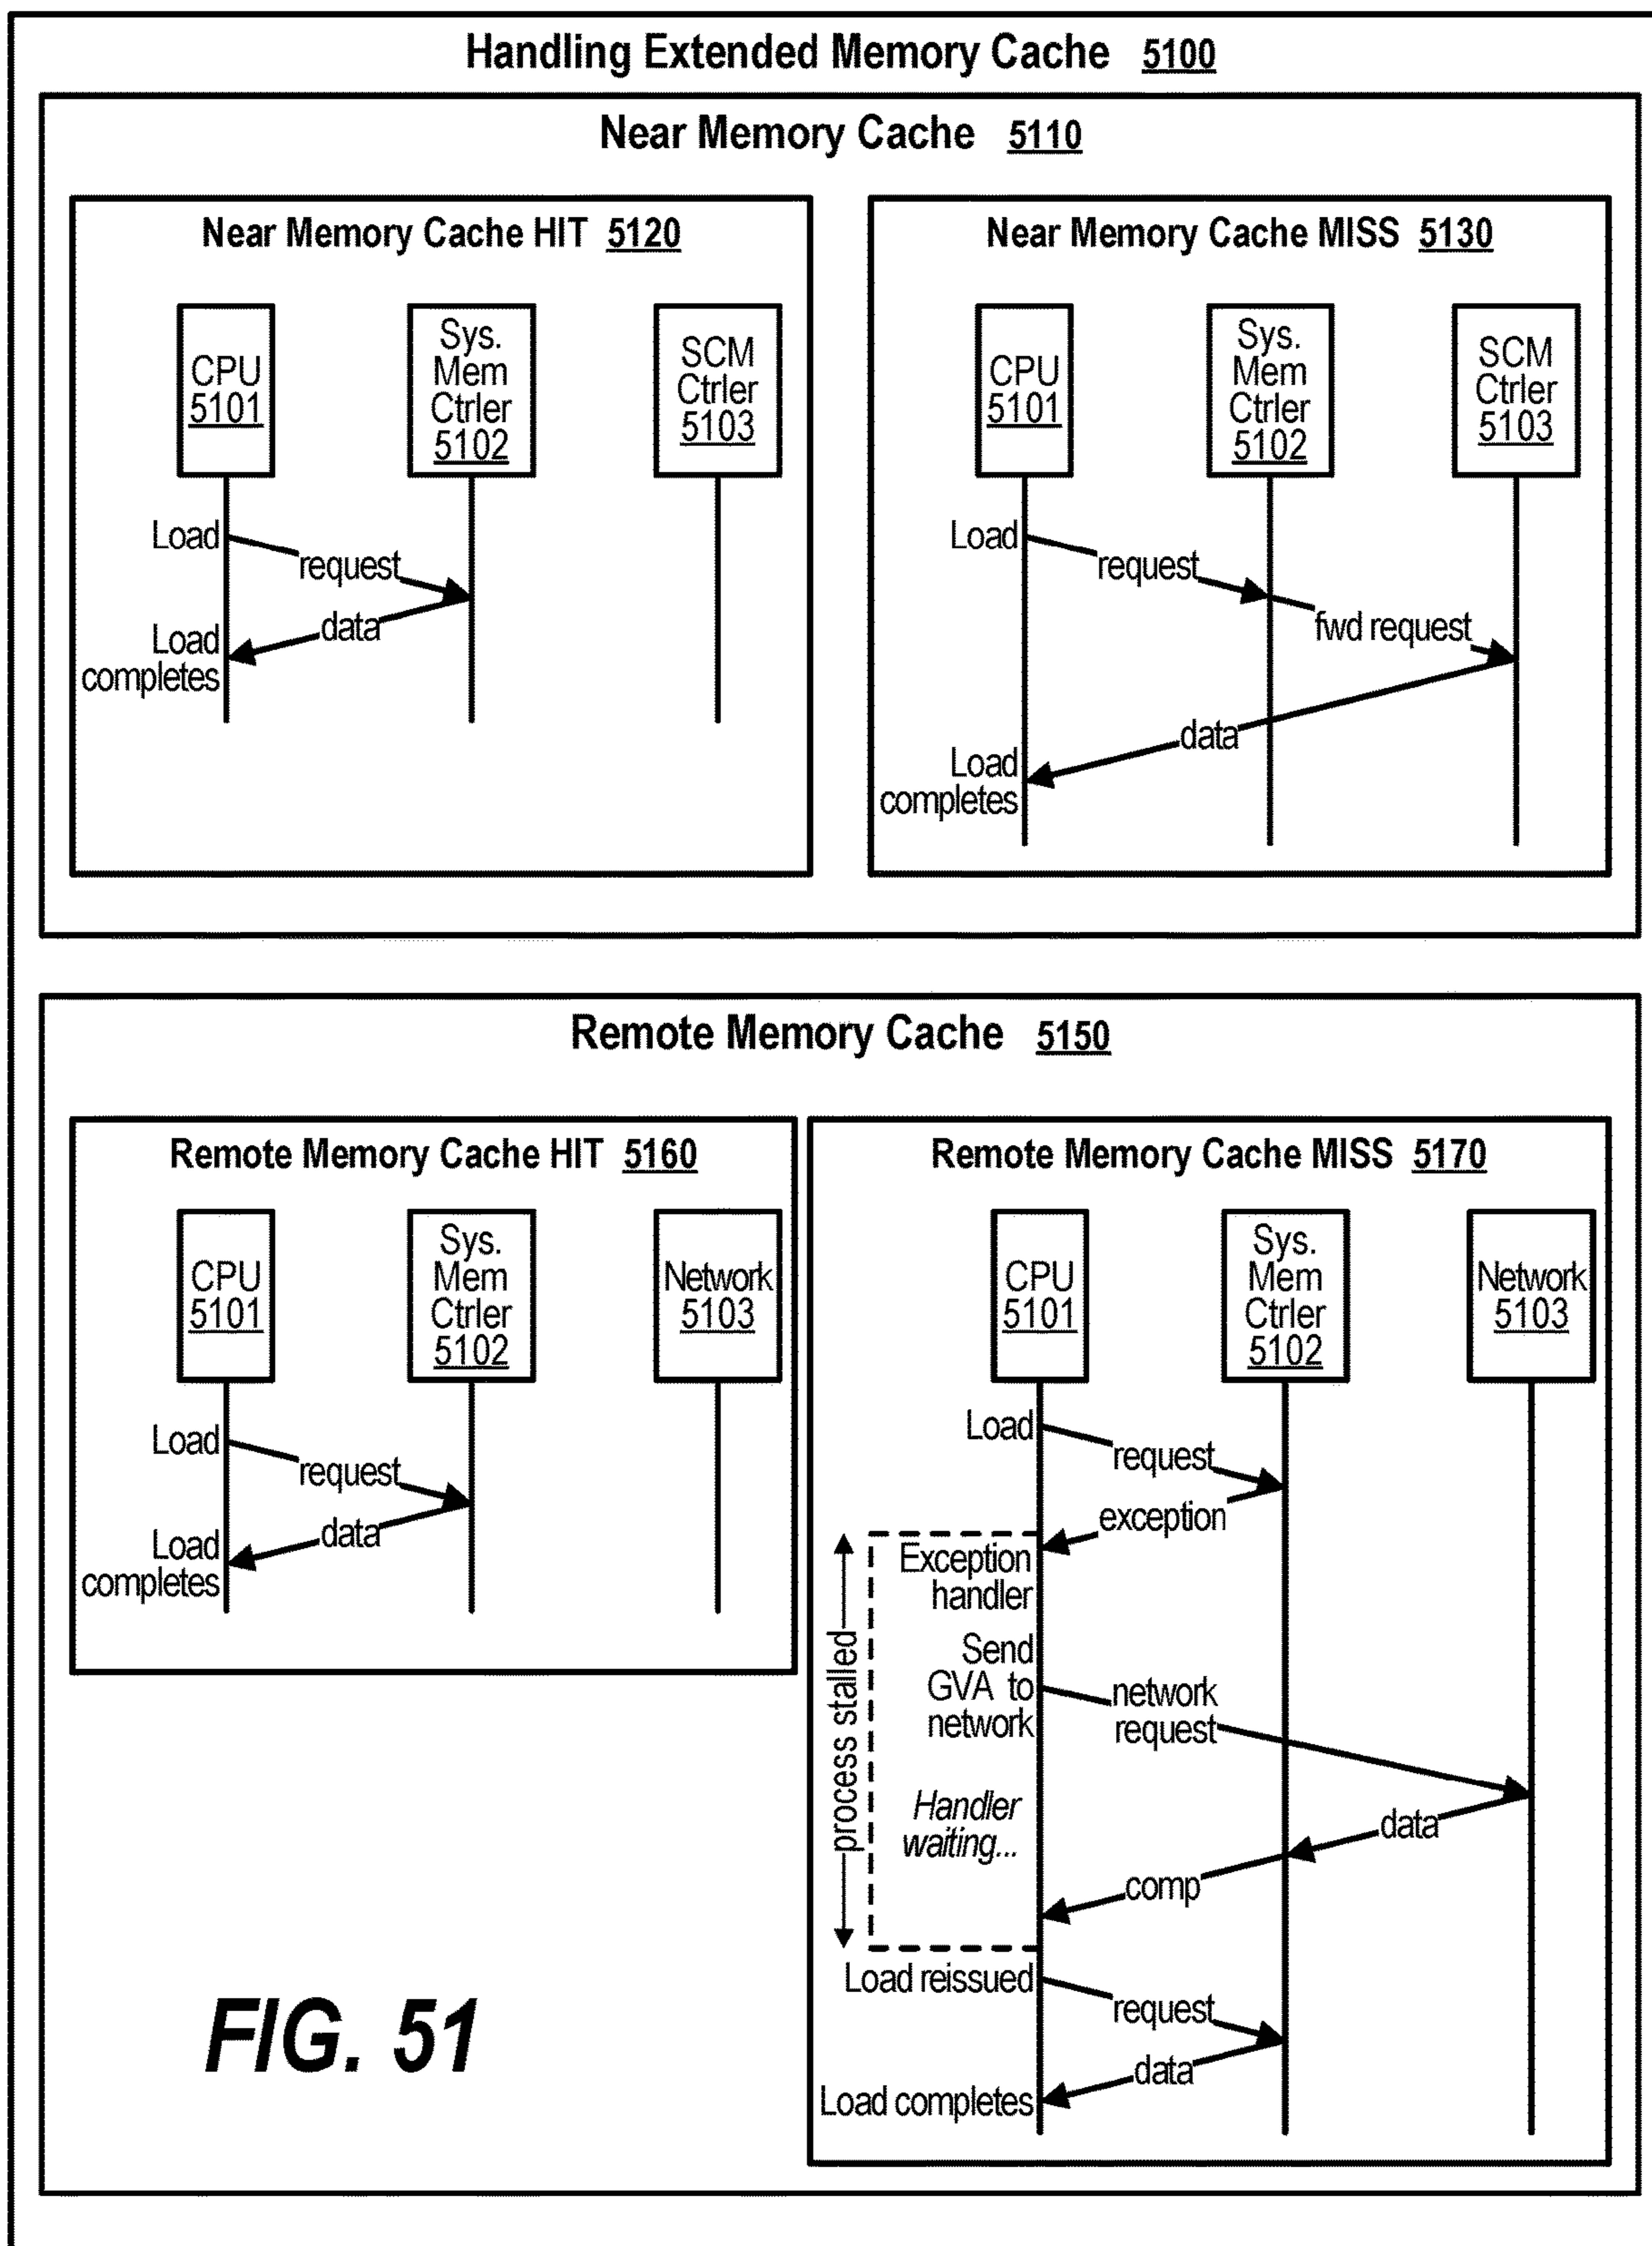 Handling Extended Memory Cache 5100
Near Memory Cache 5110
Near Memory Cache HIT 5120
CPU
5101
Sys.
Mem
Ctrler
5102
SCM
Ctrler
5103
Load
request
data
Load
completes
Near Memory Cache MISS 5130
CPU
5101
Sys.
Mem
Ctrler
5102
SCM
Ctrler
5103
Load
request
fwd request
data
Load
completes
Remote Memory Cache 5150
Remote Memory Cache HIT 5160
CPU
5101
Sys.
Mem
Ctrler
5102
Network
5103
Load
request
data
Load
completes
Remote Memory Cache MISS 5170
CPU
5101
Sys.
Mem
Ctrler
5102
Network
5103
Load
request
exception
process stalled
Exception
handler
Send
GVA to
network
network
request
Handler
waiting...
data
comp
Load reissued
request
data
Load completes
FIG. 51